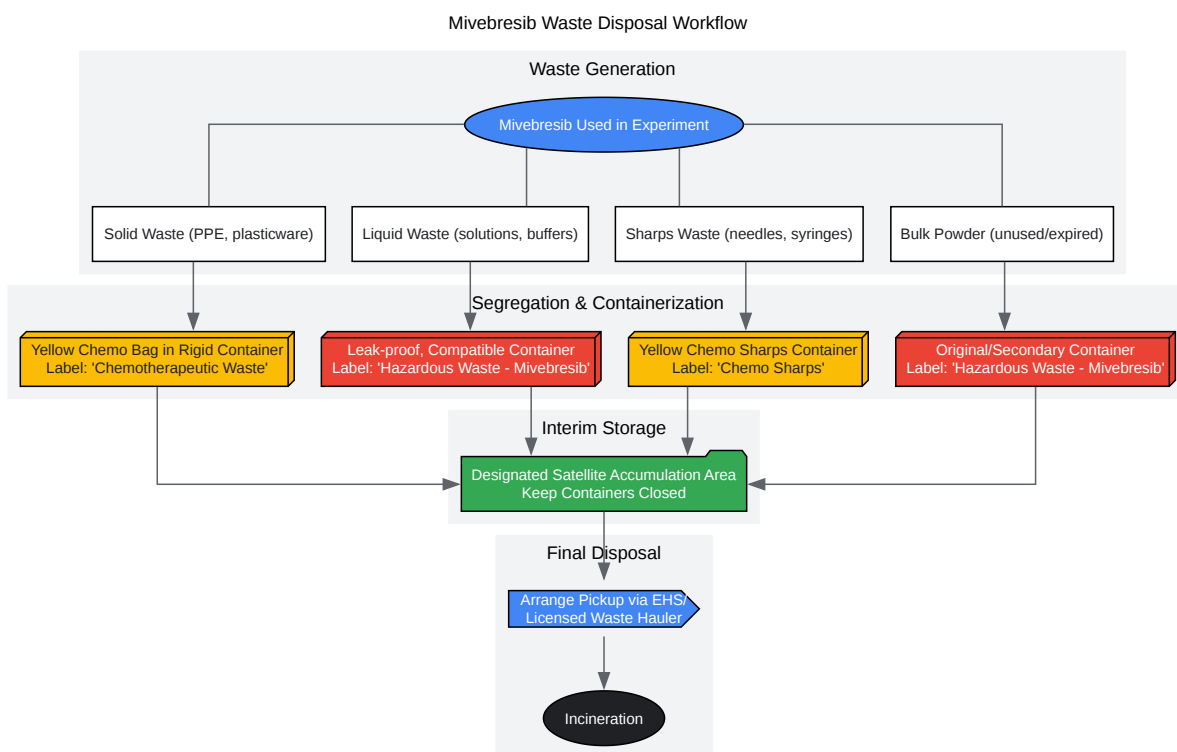 Mivebresib Waste Disposal Workflow
Waste Generation
Mivebresib Used in Experiment
Solid Waste (PPE, plasticware)
Liquid Waste (solutions, buffers)
Sharps Waste (needles, syringes)
Bulk Powder (unused/expired)
Segregation & Containerization
Yellow Chemo Bag in Rigid Container
Label: 'Chemotherapeutic Waste'
Leak-proof, Compatible Container
Label: 'Hazardous Waste - Mivebresib'
Yellow Chemo Sharps Container
Label: 'Chemo Sharps'
Original/Secondary Container
Label: 'Hazardous Waste - Mivebresib'
Interim Storage
Designated Satellite Accumulation Area
Keep Containers Closed
Final Disposal
Arrange Pickup via EHS/
Licensed Waste Hauler
Incineration